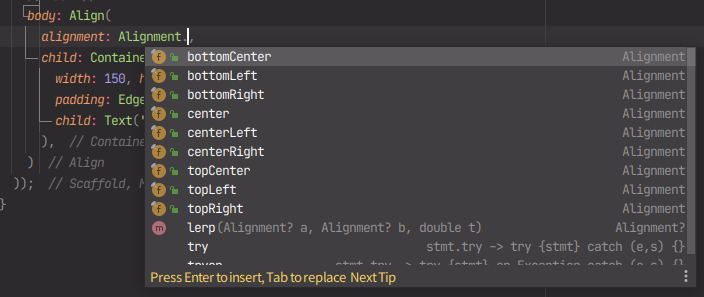 body: Align(
alignment: Alignment.,
child: Containe
width: 150, h
padding: Edge
child: Text('
), // Containe
) // Align
)); // Scaffold, M
}
f bottomCenter Alignment
f bottomLeft Alignment
f bottomRight Alignment
f center Alignment
f centerLeft Alignment
f centerRight Alignment
f topCenter Alignment
f topLeft Alignment
f topRight Alignment
m lerp(Alignment? a, Alignment? b, double t) Alignment?
try stmt.try -> try {stmt} catch (e,s) {}
tryon stmt.try -> try {stmt} on Exception catch (e,s) {}
Press Enter to insert, Tab to replace Next Tip